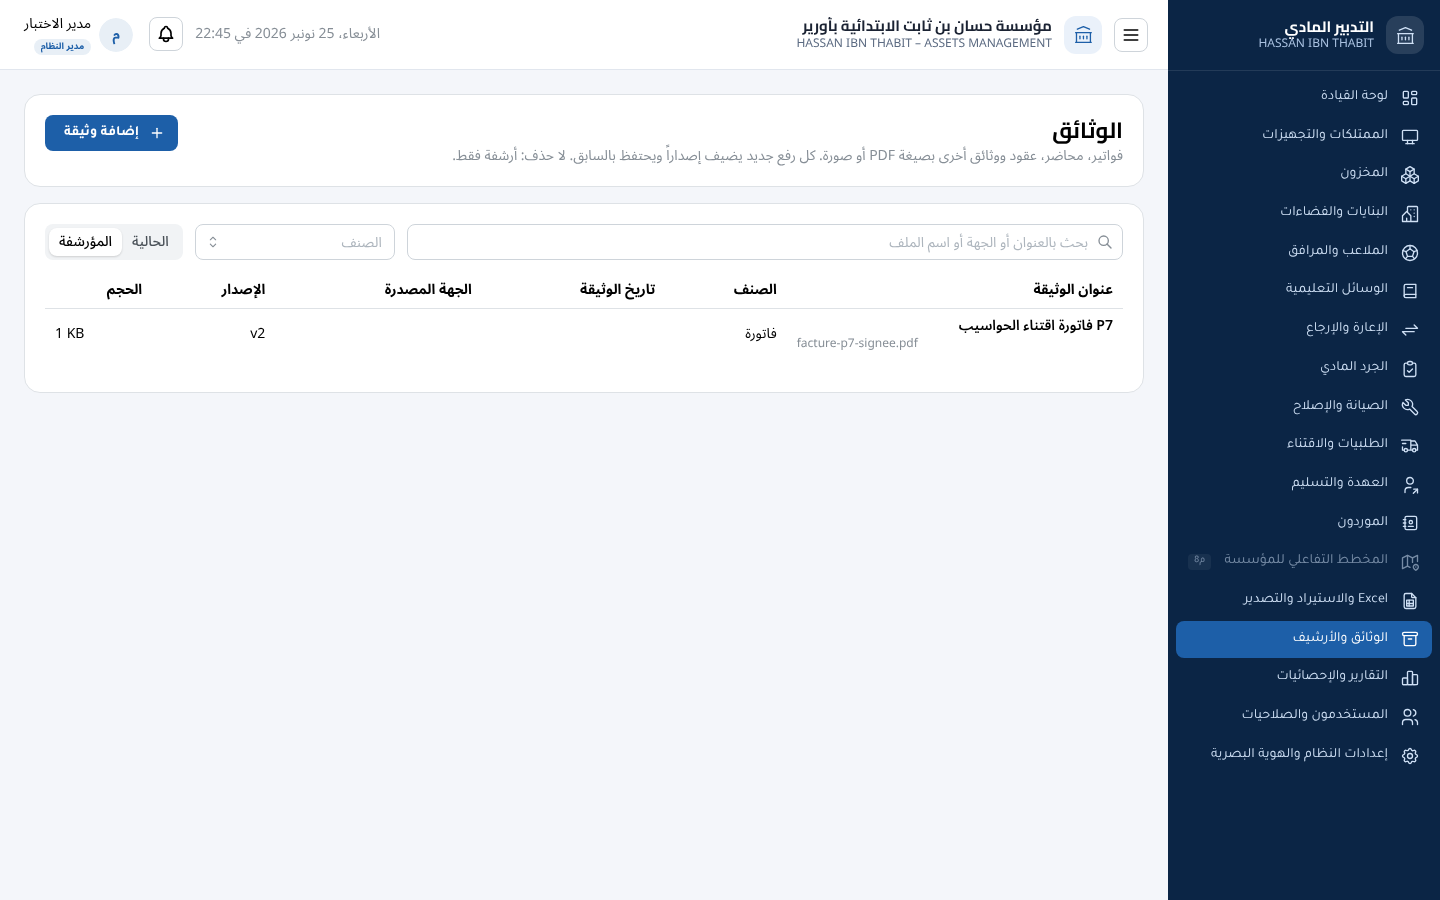 التدبير المادي
HASSAN IBN THABIT
لوحة القيادة
الممتلكات والتجهيزات
المخزون
البنايات والفضاءات
الملاعب والمرافق
الوسائل التعليمية
الإعارة والإرجاع
الجرد المادي
الصيانة والإصلاح
الطلبيات والاقتناء
العهدة والتسليم
الموردون
المخطط التفاعلي للمؤسسة م8
Excel والاستيراد والتصدير
الوثائق والأرشيف
التقارير والإحصائيات
المستخدمون والصلاحيات
إعدادات النظام والهوية البصرية
مؤسسة حسان بن ثابت الابتدائية بأورير
HASSAN IBN THABIT – ASSETS MANAGEMENT
الأربعاء، 25 نونبر 2026 في 22:45
م
مدير الاختبار
مدير النظام
الوثائق
فواتير، محاضر، عقود ووثائق أخرى بصيغة PDF أو صورة. كل رفع جديد يضيف إصداراً ويحتفظ بالسابق. لا حذف: أرشفة فقط.
إضافة وثيقة
بحث بالعنوان أو الجهة أو اسم الملف
الصنف
الحالية
المؤرشفة
عنوان الوثيقة الصنف تاريخ الوثيقة الجهة المصدرة الإصدار الحجم
P7 فاتورة اقتناء الحواسيب
facture-p7-signee.pdf
فاتورة v2 1 KB